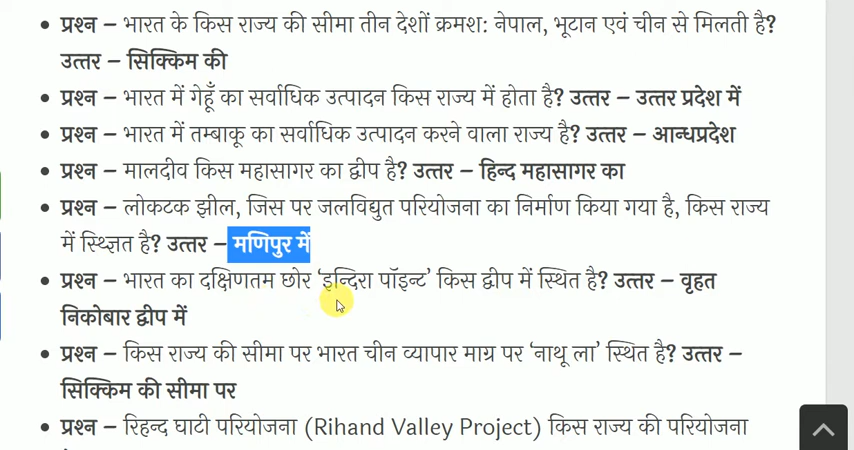 प्रश्न – भारत के किस राज्य की सीमा तीन देशों क्रमश: नेपाल, भूटान एवं चीन से मिलती है?
उत्तर – सिक्किम की
प्रश्न – भारत में गेहूँ का सर्वाधिक उत्पादन किस राज्य में होता है? उत्तर – उत्तर प्रदेश में
प्रश्न – भारत में तम्बाकू का सर्वाधिक उत्पादन करने वाला राज्य है? उत्तर – आन्धप्रदेश
प्रश्न – मालदीव किस महासागर का द्वीप है? उत्तर – हिन्द महासागर का
प्रश्न – लोकटक झील, जिस पर जलविद्युत परियोजना का निर्माण किया गया है, किस राज्य
में स्थ्ज्ञित है? उत्तर – मणिपुर में
प्रश्न – भारत का दक्षिणतम छोर ‘इन्दिरा पॉइन्ट’ किस द्वीप में स्थित है? उत्तर – वृहत
निकोबार द्वीप में
प्रश्न – किस राज्य की सीमा पर भारत चीन व्यापार माग्र पर ‘नाथू ला’ स्थित है? उत्तर –
सिक्किम की सीमा पर
प्रश्न – रिहन्द घाटी परियोजना (Rihand Valley Project) किस राज्य की परियोजना